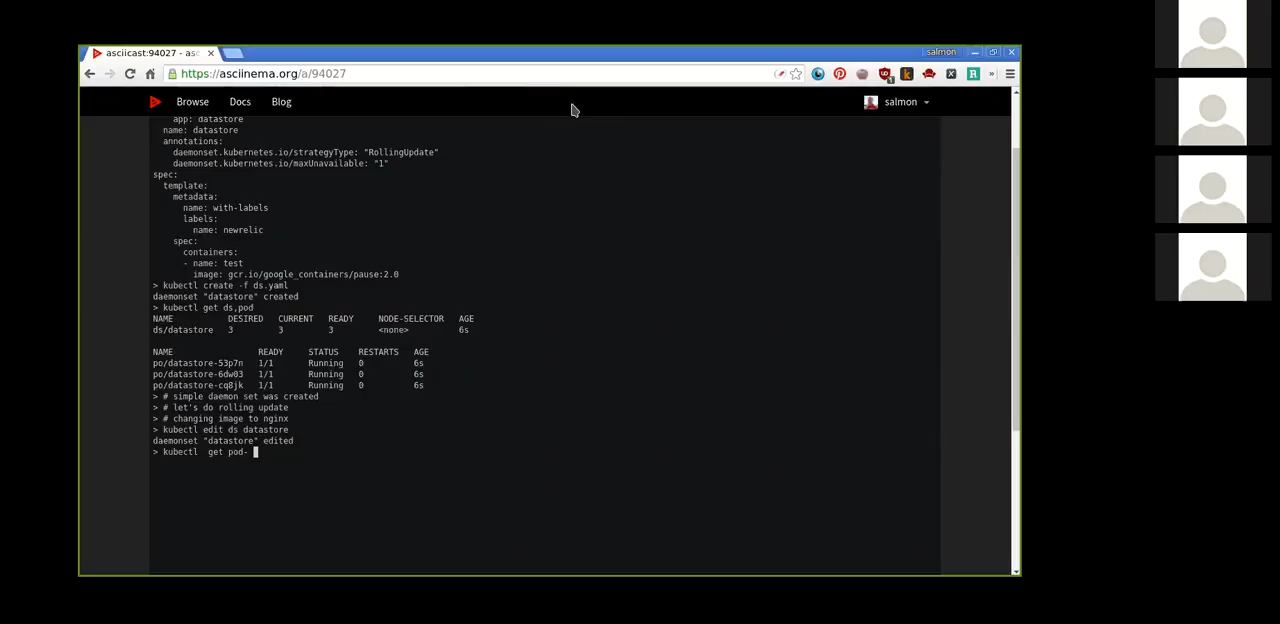 asciicast:94027 - asc
salmon
https://asciinema.org/a/94027
Browse Docs Blog salmon
app: datastore
name: datastore
annotations:
daemonset.kubernetes.io/strategyType: "RollingUpdate"
daemonset.kubernetes.io/maxUnavailable: "1"
spec:
template:
metadata:
name: with-labels
labels:
name: newrelic
spec:
containers:
- name: test
image: gcr.io/google_containers/pause:2.0
> kubectl create -f ds.yaml
daemonset "datastore" created
> kubectl get ds,pod
NAME DESIRED CURRENT READY NODE-SELECTOR AGE
ds/datastore 3 3 3 <none> 6s
NAME READY STATUS RESTARTS AGE
po/datastore-53p7n 1/1 Running 0 6s
po/datastore-6dw03 1/1 Running 0 6s
po/datastore-cq8jk 1/1 Running 0 6s
> # simple daemon set was created
> # let's do rolling update
> # changing image to nginx
> kubectl edit ds datastore
daemonset "datastore" edited
> kubectl  get pod-